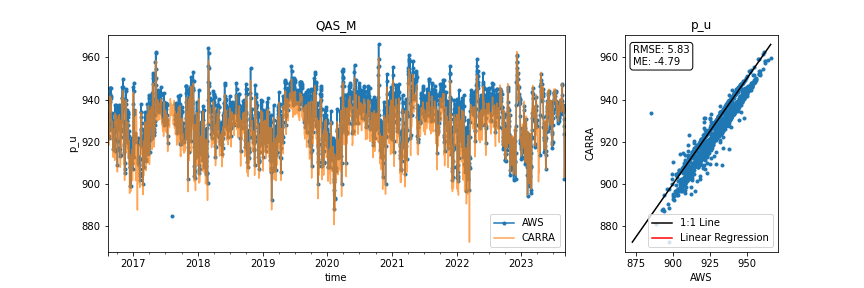 QAS_M
p_u
960
940
920
900
880
2017
2018
2019
2020
2021
2022
2023
time
AWS
CARRA
p_u
RMSE: 5.83
ME: -4.79
CARRA
960
940
920
900
880
875
900
925
950
AWS
1:1 Line
Linear Regression